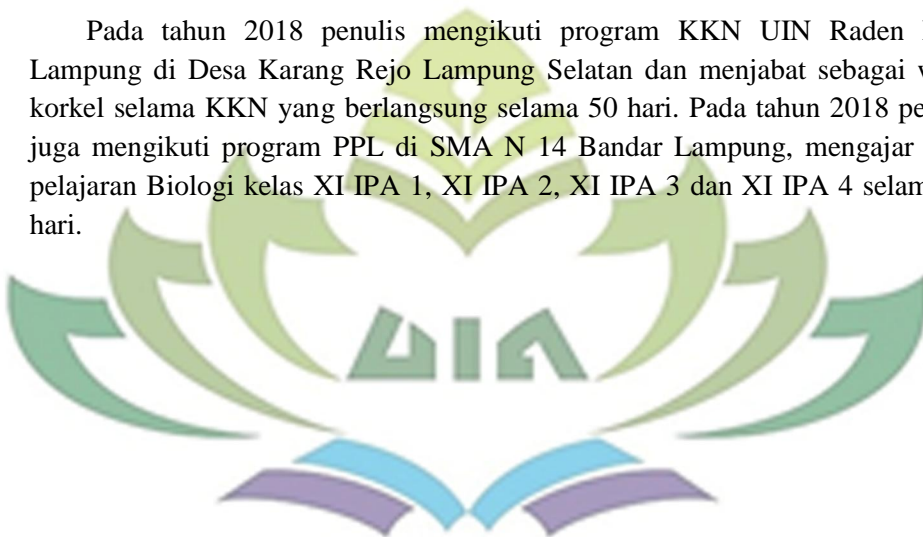 Pada tahun 2018 penulis mengikuti program KKN UIN Raden
Lampung di Desa Karang Rejo Lampung Selatan dan menjabat sebagai
korkel selama KKN yang berlangsung selama 50 hari. Pada tahun 2018
juga mengikuti program PPL di SMA N 14 Bandar Lampung, mengajar
pelajaran Biologi kelas XI IPA 1, XI IPA 2, XI IPA 3 dan XI IPA 4
hari.
UIN